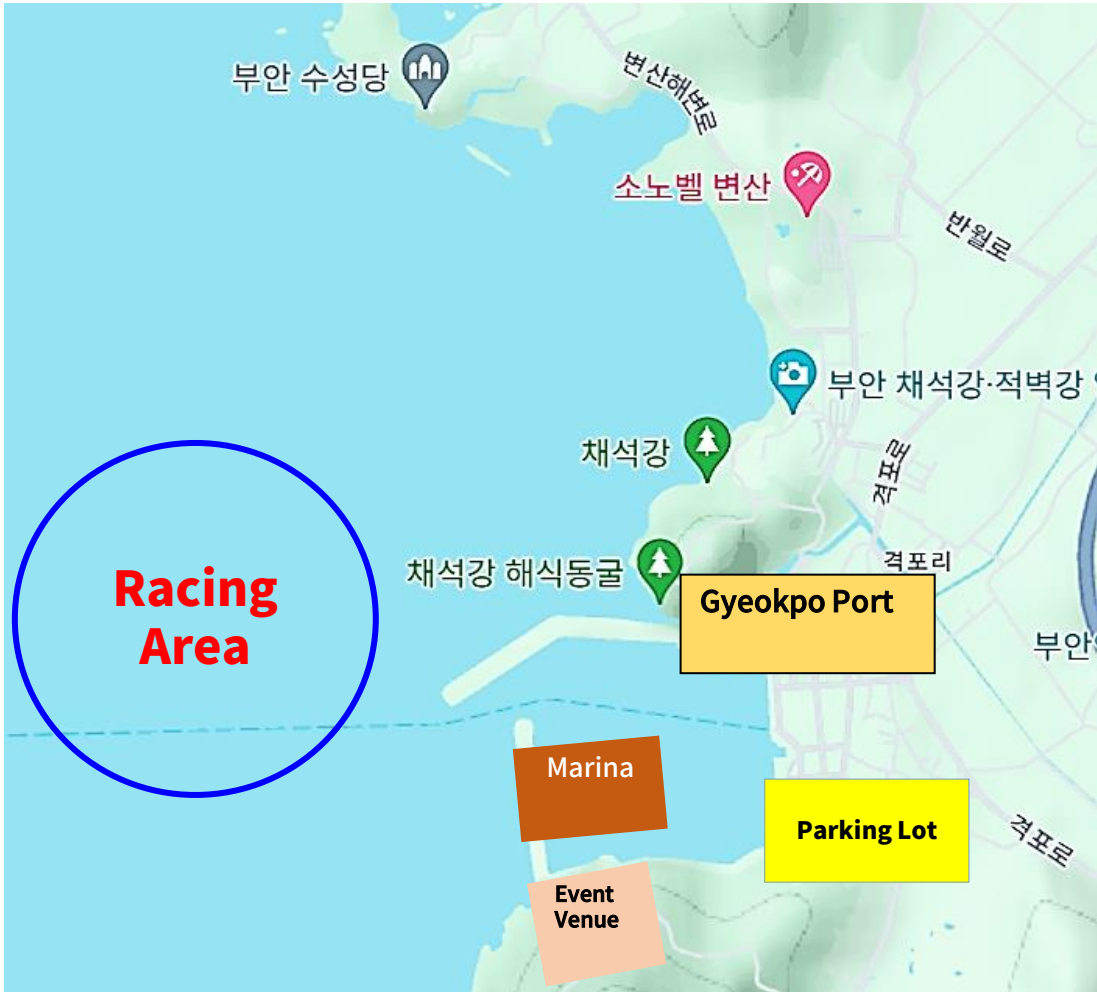 부안 수성당
변산해변로
소노벨 변산
반월로
부안 채석강·적벽강
채석강
격포로
채석강 해식동굴
격포리
Gyeokpo Port
Racing
Area
부안
Marina
Parking Lot
격포로
Event
Venue